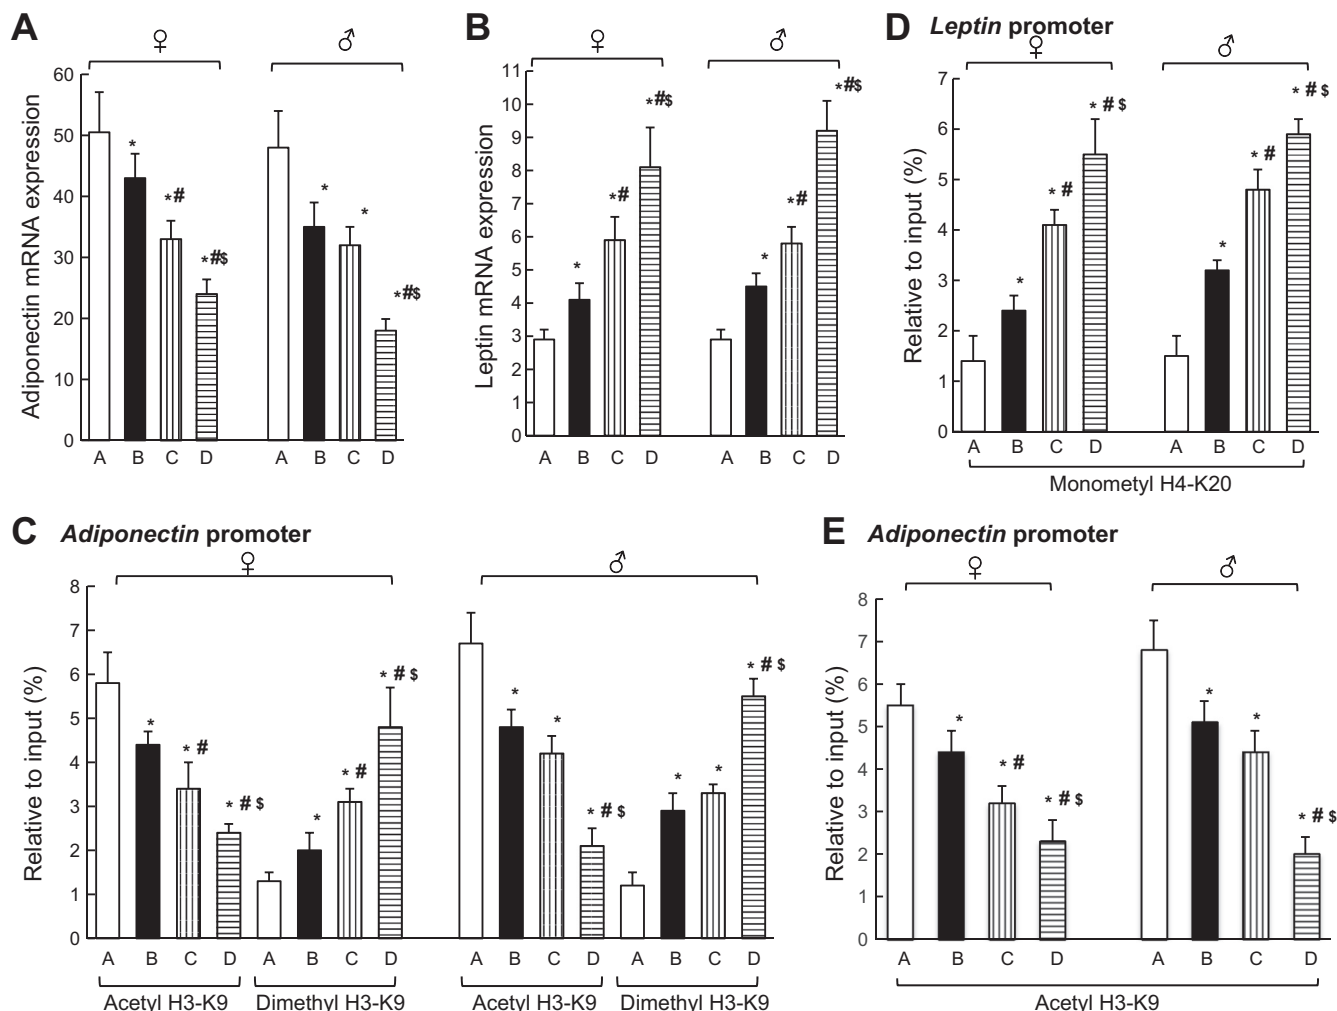 A
♀ ♂
Adiponectin mRNA expression
60
50
40
30
20
10
0
* *# *#$
* * *#$
A B C D A B C D
B
♀ ♂
Leptin mRNA expression
11
10
9
8
7
6
5
4
3
2
1
0
* *# *#$
* *# *#$
A B C D A B C D
D Leptin promoter
♀ ♂
Relative to input (%)
7
6
5
4
3
2
1
0
* * # * # $
* * # * # $
A B C D A B C D
Monometyl H4-K20
C Adiponectin promoter
♀ ♂
Relative to input (%)
8
7
6
5
4
3
2
1
0
* * # * # $ * * # * # $
* * * # $ * * * # $
A B C D A B C D A B C D A B C D
Acetyl H3-K9 Dimethyl H3-K9 Acetyl H3-K9 Dimethyl H3-K9
E Adiponectin promoter
♀ ♂
Relative to input (%)
8
7
6
5
4
3
2
1
0
* * # * # $
* * * # $
A B C D A B C D
Acetyl H3-K9